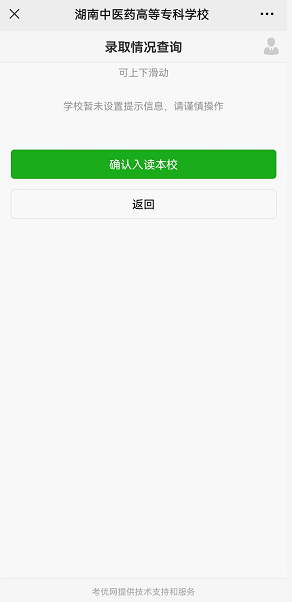 湖南中医药高等专科学校
录取情况查询
可上下滑动
学校暂未设置提示信息，请谨慎操作
确认入读本校
返回
考优网提供技术支持和服务